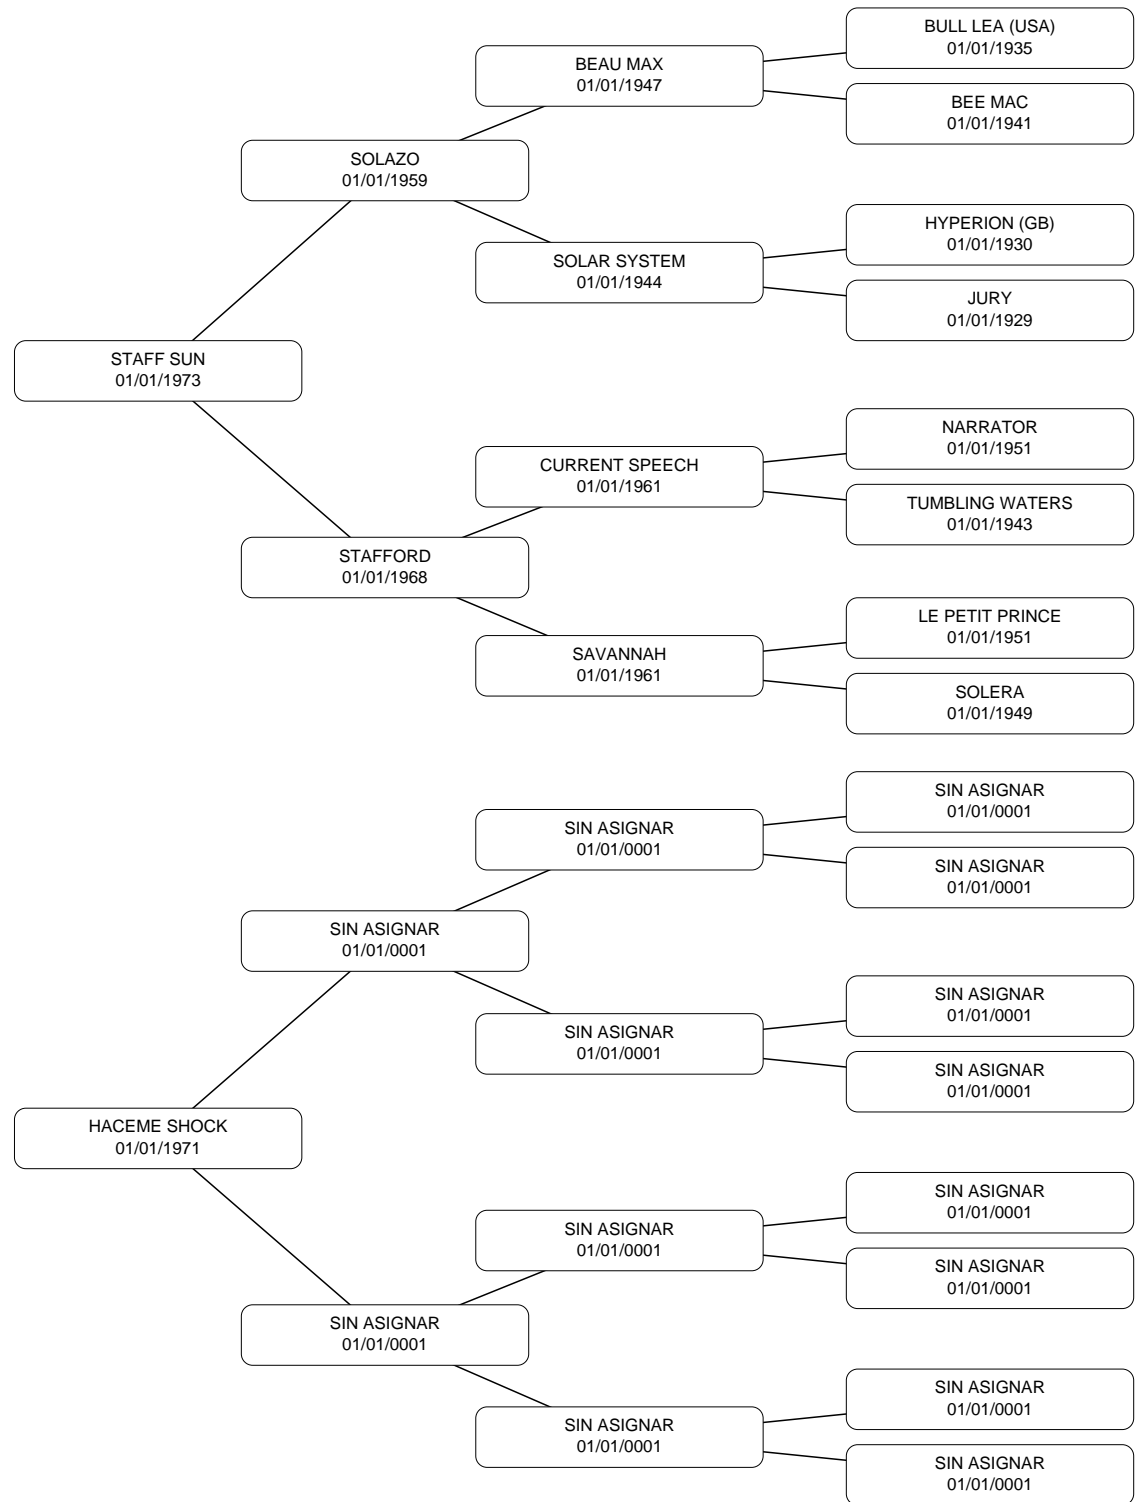 BULL LEA (USA)
01/01/1935
BEAU MAX
01/01/1947
BEE MAC
01/01/1941
SOLAZO
01/01/1959
HYPERION (GB)
01/01/1930
SOLAR SYSTEM
01/01/1944
JURY
01/01/1929
STAFF SUN
01/01/1973
NARRATOR
01/01/1951
CURRENT SPEECH
01/01/1961
TUMBLING WATERS
01/01/1943
STAFFORD
01/01/1968
LE PETIT PRINCE
01/01/1951
SAVANNAH
01/01/1961
SOLERA
01/01/1949
SIN ASIGNAR
01/01/0001
SIN ASIGNAR
01/01/0001
SIN ASIGNAR
01/01/0001
SIN ASIGNAR
01/01/0001
SIN ASIGNAR
01/01/0001
SIN ASIGNAR
01/01/0001
SIN ASIGNAR
01/01/0001
HACEME SHOCK
01/01/1971
SIN ASIGNAR
01/01/0001
SIN ASIGNAR
01/01/0001
SIN ASIGNAR
01/01/0001
SIN ASIGNAR
01/01/0001
SIN ASIGNAR
01/01/0001
SIN ASIGNAR
01/01/0001
SIN ASIGNAR
01/01/0001